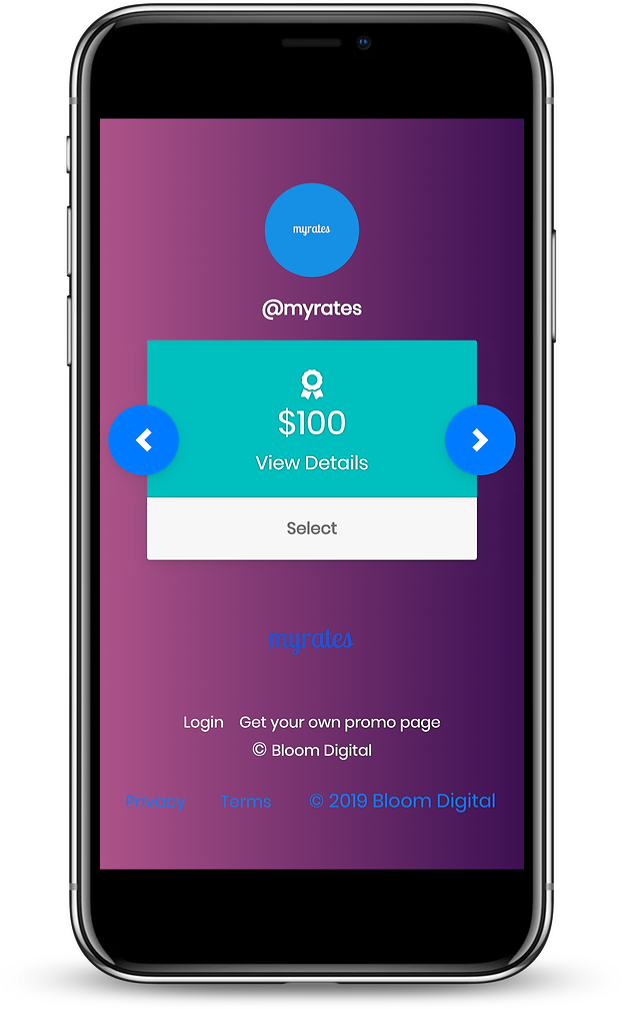 myrates
@myrates
$100
View Details
Select
myrates
Login Get your own promo page
© Bloom Digital
Privacy Terms © 2019 Bloom Digital